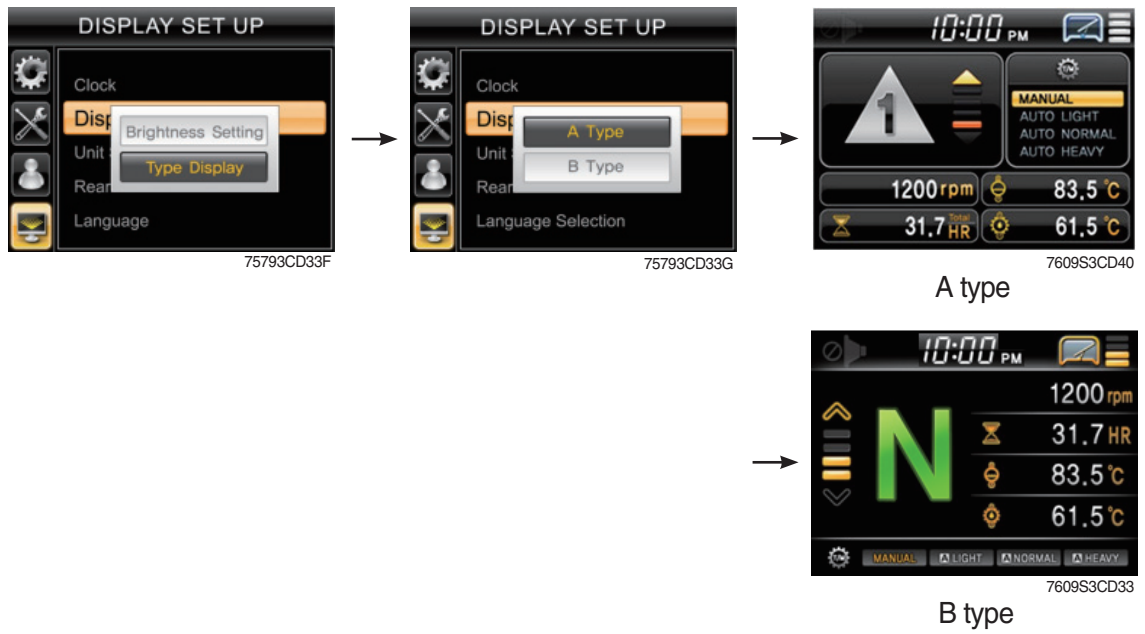 DISPLAY SET UP
Clock
Disp
Brightness Setting
Unit S
Type Display
Rear
Language
75793CD33F
DISPLAY SET UP
Clock
Disp
A Type
Unit S
B Type
Rear
Language Selection
75793CD33G
10:00 PM
1
T/M
MANUAL
AUTO LIGHT
AUTO NORMAL
AUTO HEAVY
1200 rpm
83.5 °C
31.7 Total HR
61.5 °C
7609S3CD40
A type
10:00 PM
1200 rpm
N
31.7 HR
83.5 °C
61.5 °C
T/M MANUAL A LIGHT A NORMAL A HEAVY
7609S3CD33
B type